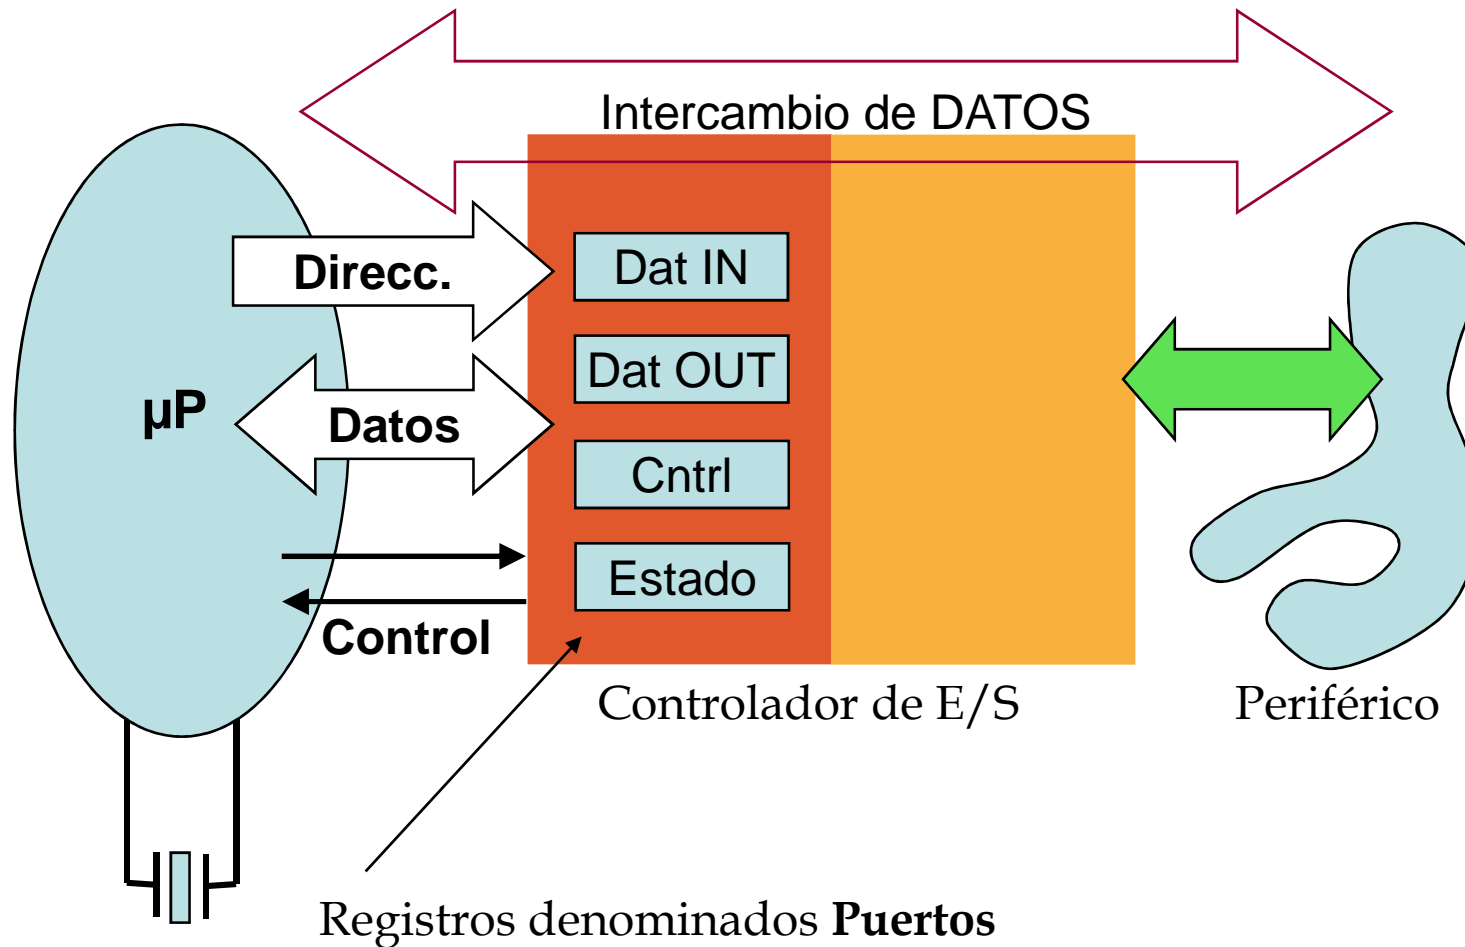 Intercambio de DATOS
Direcc.
Dat IN
Dat OUT
µP
Datos
Cntrl
Estado
Control
Controlador de E/S
Periférico
Registros denominados Puertos